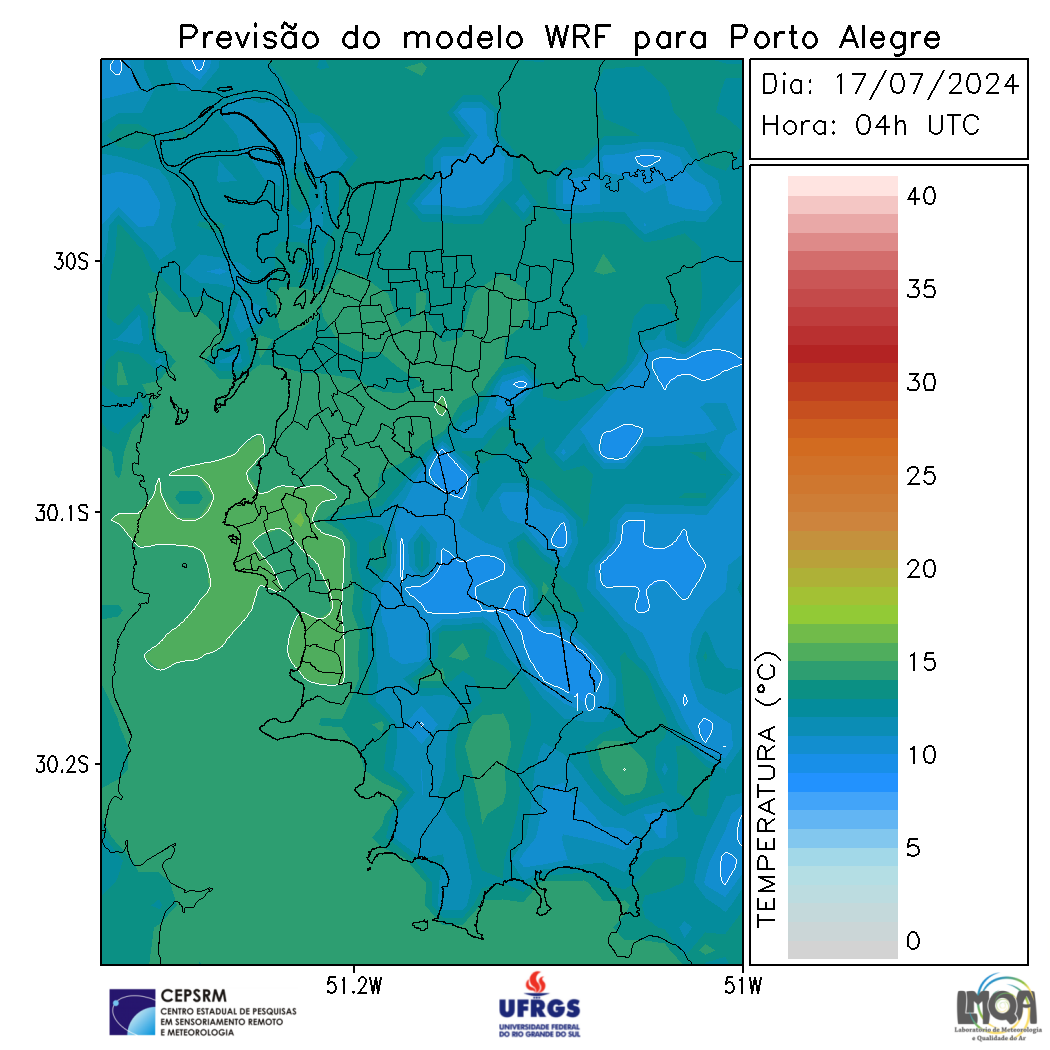 Previsão do modelo WRF para Porto Alegre
Dia: 17/07/2024
Hora: 04h UTC
40
35
30
25
20
15
10
5
0
TEMPERATURA (°C)
30S
30.1S
30.2S
10
51.2W
51W
CEPSRM
CENTRO ESTADUAL DE PESQUISAS
EM SENSORIAMENTO REMOTO
E METEOROLOGIA
UFRGS
UNIVERSIDADE FEDERAL
DO RIO GRANDE DO SUL
LMQA
Laboratório de Meteorologia
e Qualidade do Ar